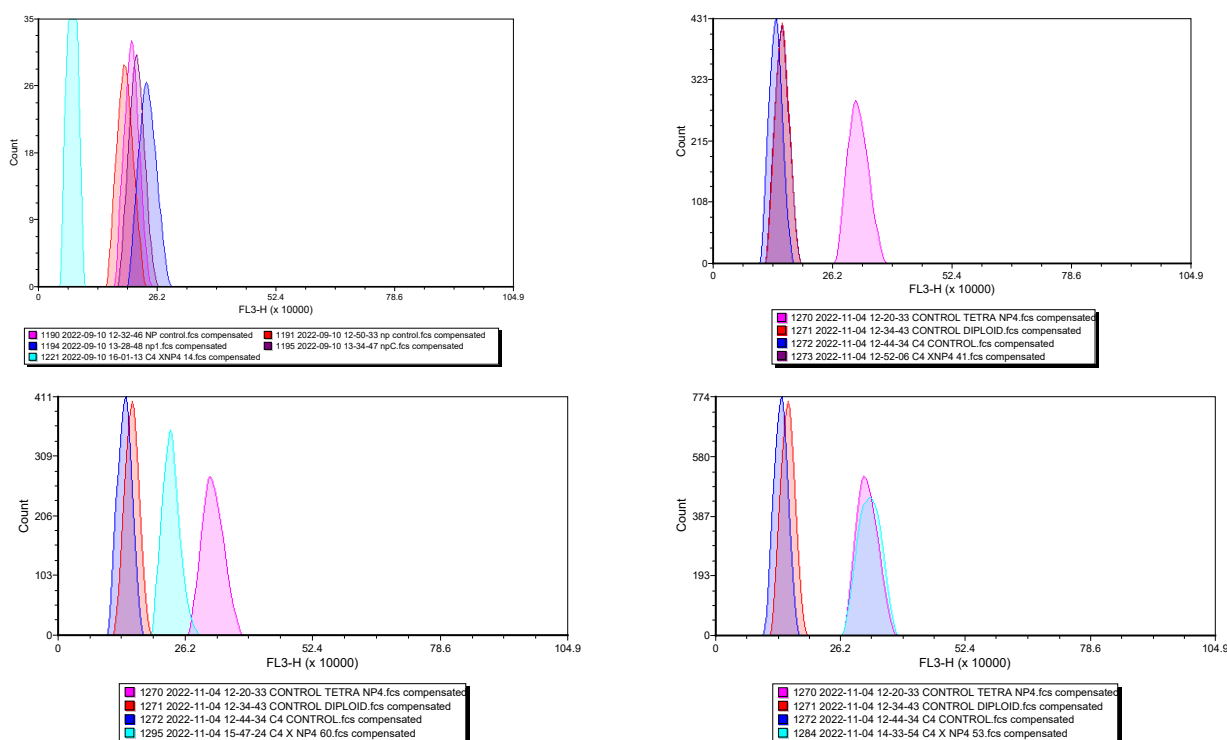 35
26
18
9
0
Count
0
26.2
52.4
78.6
104.9
FL3-H (x 10000)
1190 2022-09-10 12-32-46 NP control.fcs compensated
1191 2022-09-10 12-50-33 np control.fcs compensated
1194 2022-09-10 13-28-48 np1.fcs compensated
1195 2022-09-10 13-34-47 npC.fcs compensated
1221 2022-09-10 16-01-13 C4 XNP4 14.fcs compensated
431
323
215
108
0
Count
0
26.2
52.4
78.6
104.9
FL3-H (x 10000)
1270 2022-11-04 12-20-33 CONTROL TETRA NP4.fcs compensated
1271 2022-11-04 12-34-43 CONTROL DIPLOID.fcs compensated
1272 2022-11-04 12-44-34 C4 CONTROL.fcs compensated
1273 2022-11-04 12-52-06 C4 XNP4 41.fcs compensated
411
309
206
103
0
Count
0
26.2
52.4
78.6
104.9
FL3-H (x 10000)
1270 2022-11-04 12-20-33 CONTROL TETRA NP4.fcs compensated
1271 2022-11-04 12-34-43 CONTROL DIPLOID.fcs compensated
1272 2022-11-04 12-44-34 C4 CONTROL.fcs compensated
1295 2022-11-04 15-47-24 C4 X NP4 60.fcs compensated
774
580
387
193
0
Count
0
26.2
52.4
78.6
104.9
FL3-H (x 10000)
1270 2022-11-04 12-20-33 CONTROL TETRA NP4.fcs compensated
1271 2022-11-04 12-34-43 CONTROL DIPLOID.fcs compensated
1272 2022-11-04 12-44-34 C4 CONTROL.fcs compensated
1284 2022-11-04 14-33-54 C4 X NP4 53.fcs compensated